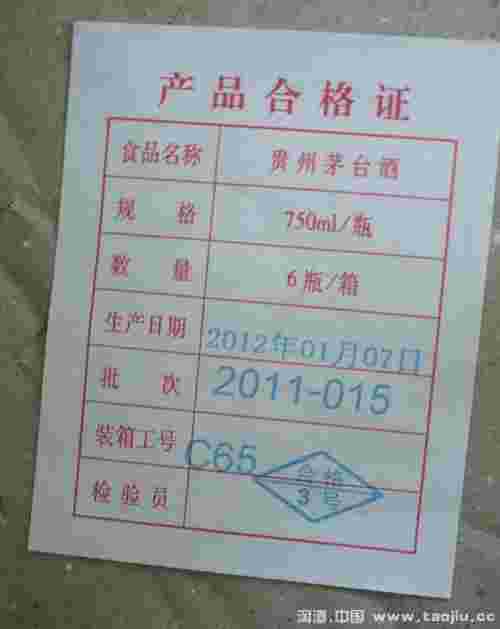 产品合格证
食品名称 贵州茅台酒
规格 750ml/瓶
数量 6瓶/箱
生产日期 2012年01月07日
批次 2011-015
装箱工号 C65
检验员 合格
3号
淘酒.中国 www.taojiu.cc